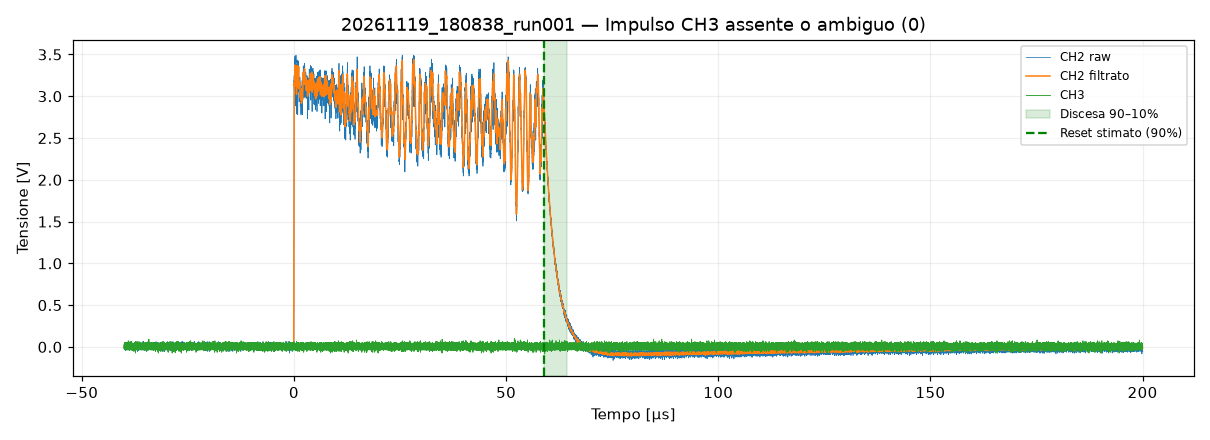 20261119_180838_run001 — Impulso CH3 assente o ambiguo (0)
CH2 raw
CH2 filtrato
CH3
Discesa 90–10%
Reset stimato (90%)
Tensione [V]
3.5
3.0
2.5
2.0
1.5
1.0
0.5
0.0
−50
0
50
100
150
200
Tempo [µs]